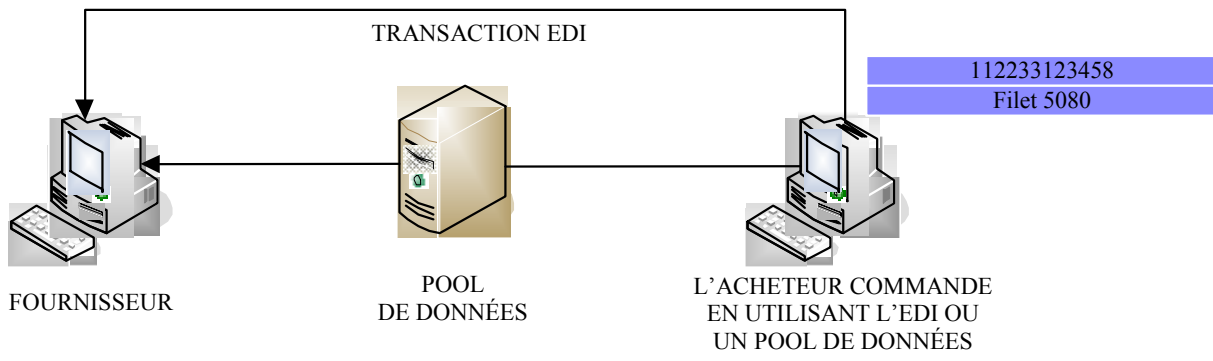 TRANSACTION EDI
112233123458
Filet 5080
FOURNISSEUR
POOL
DE DONNÉES
L’ACHETEUR COMMANDE
EN UTILISANT L’EDI OU
UN POOL DE DONNÉES